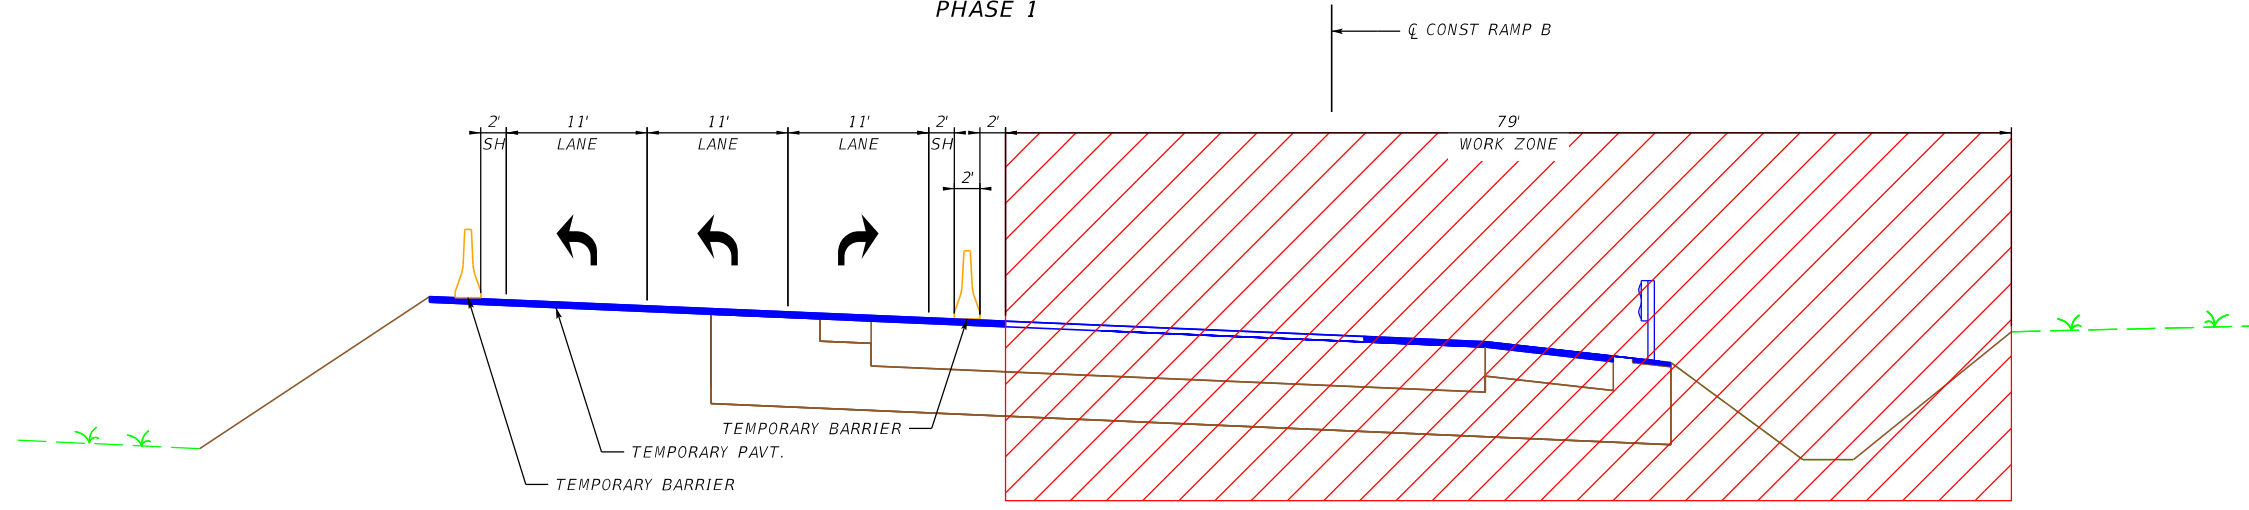 PHASE 1
℄ CONST RAMP B
2' 11' 11' 11' 2' 2' 79'
SH LANE LANE LANE SH WORK ZONE
2'
TEMPORARY BARRIER
TEMPORARY PAVT.
TEMPORARY BARRIER